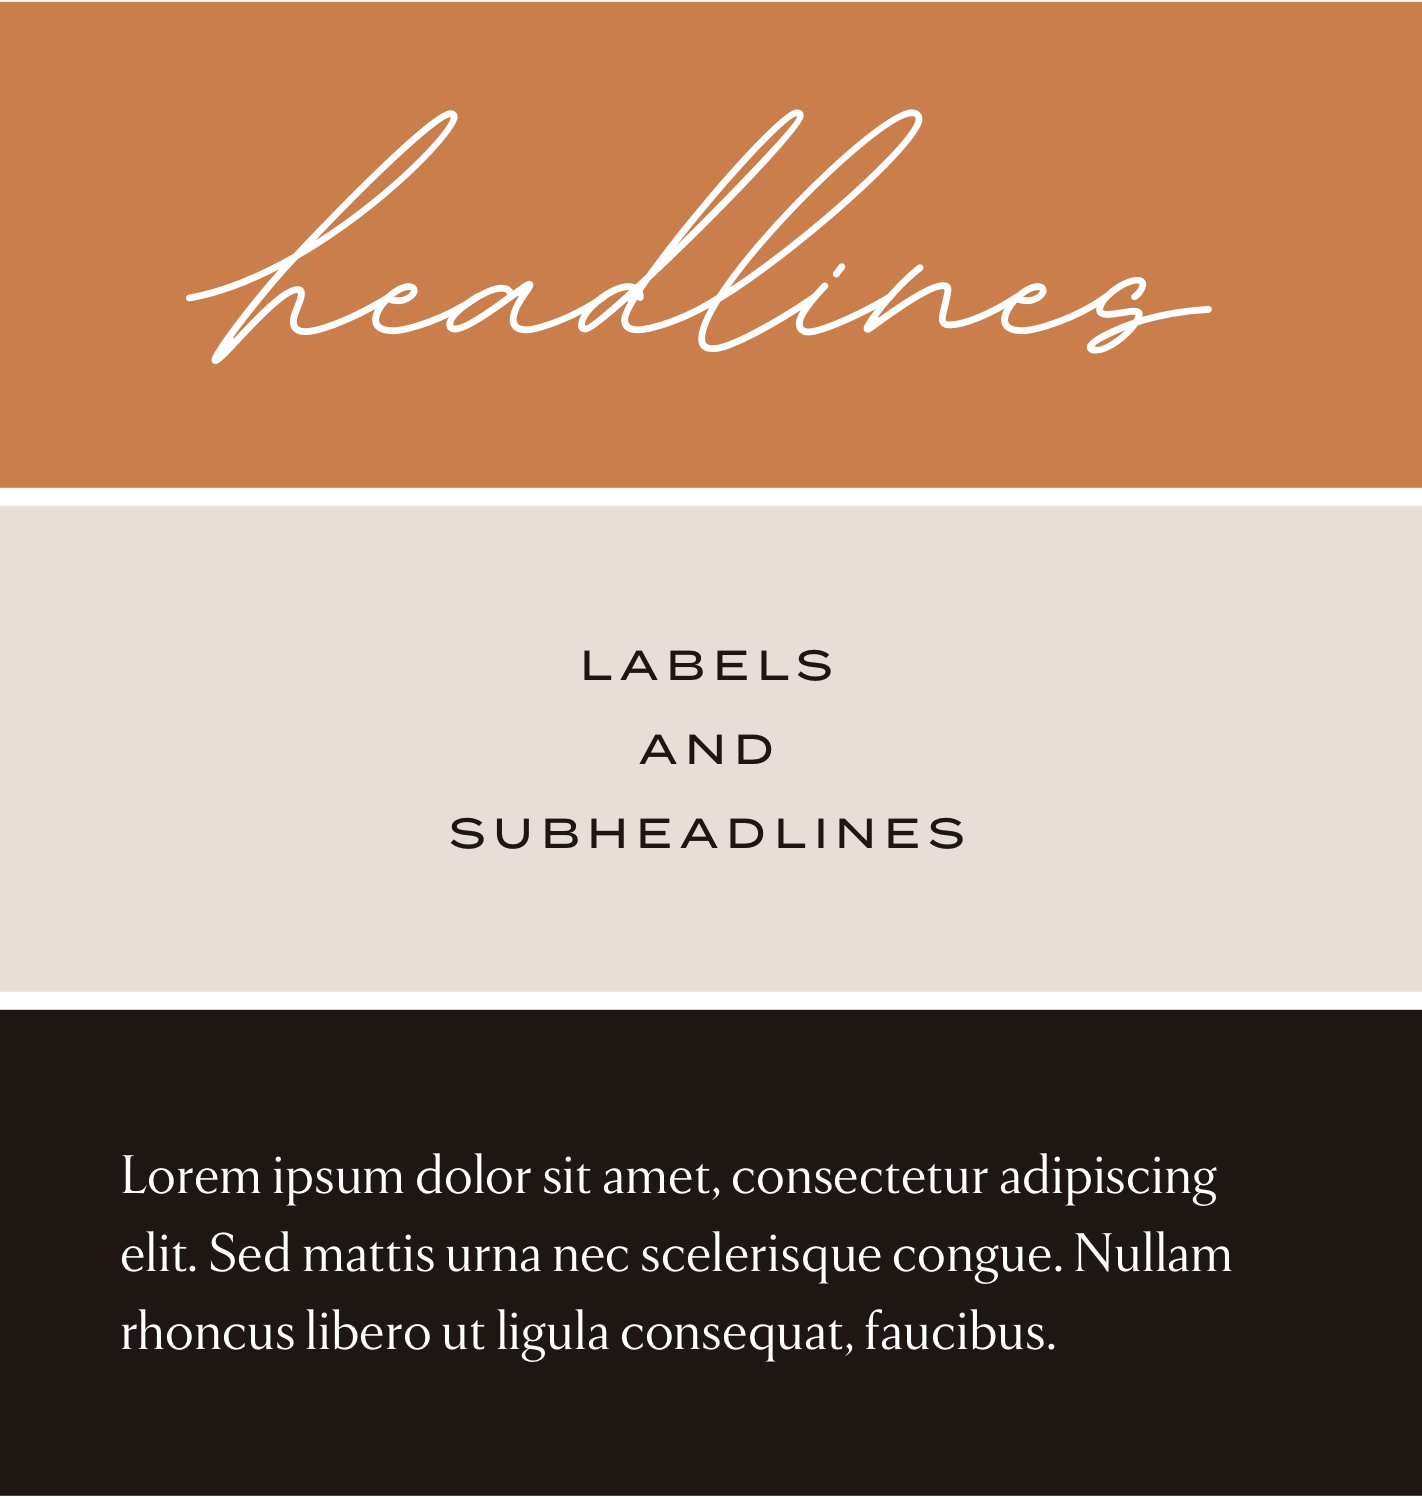 headlines
LABELS
AND
SUBHEADLINES
Lorem ipsum dolor sit amet, consectetur adipiscing
elit. Sed mattis urna nec scelerisque congue. Nullam
rhoncus libero ut ligula consequat, faucibus.